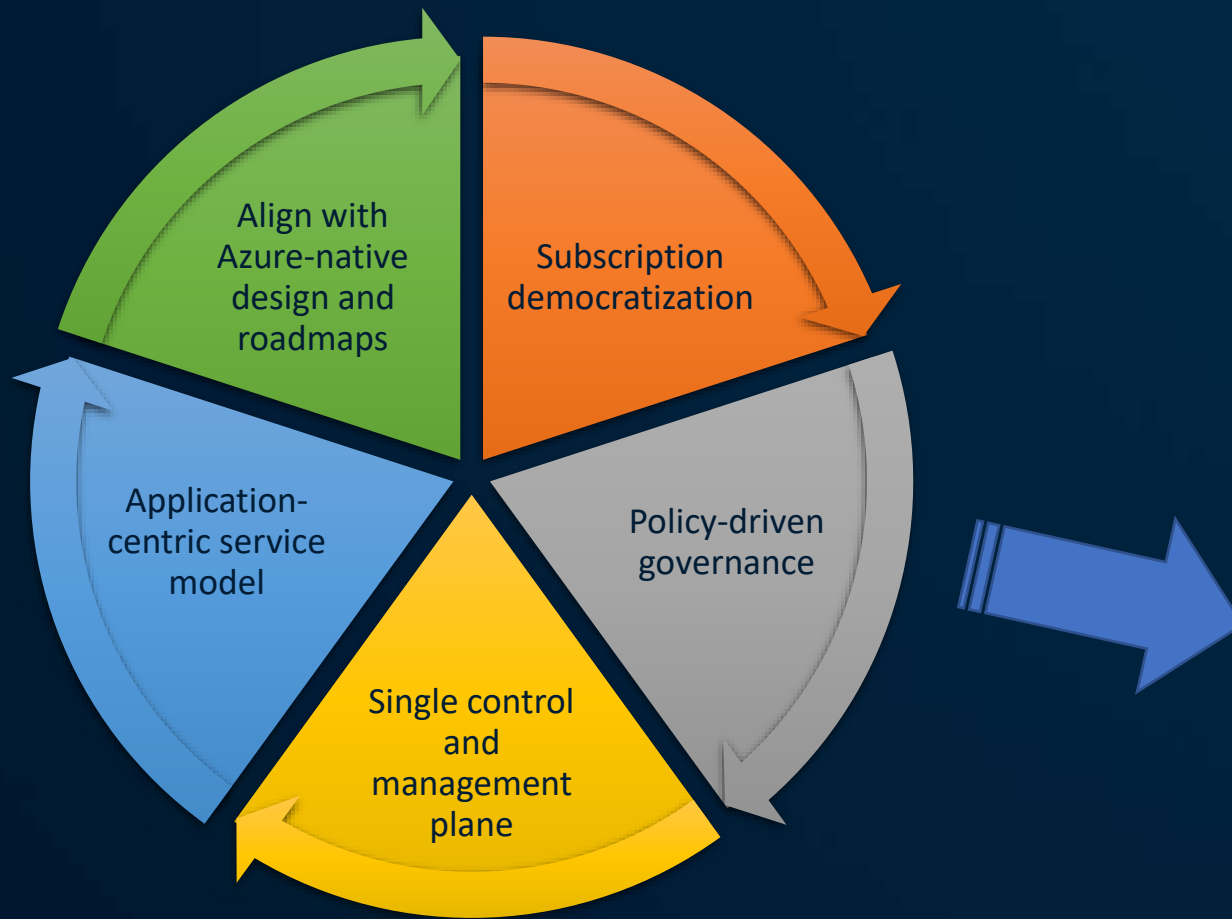 Align with
Azure-native
design and
roadmaps
Subscription
democratization
Application-
centric service
model
Policy-driven
governance
Single control
and
management
plane